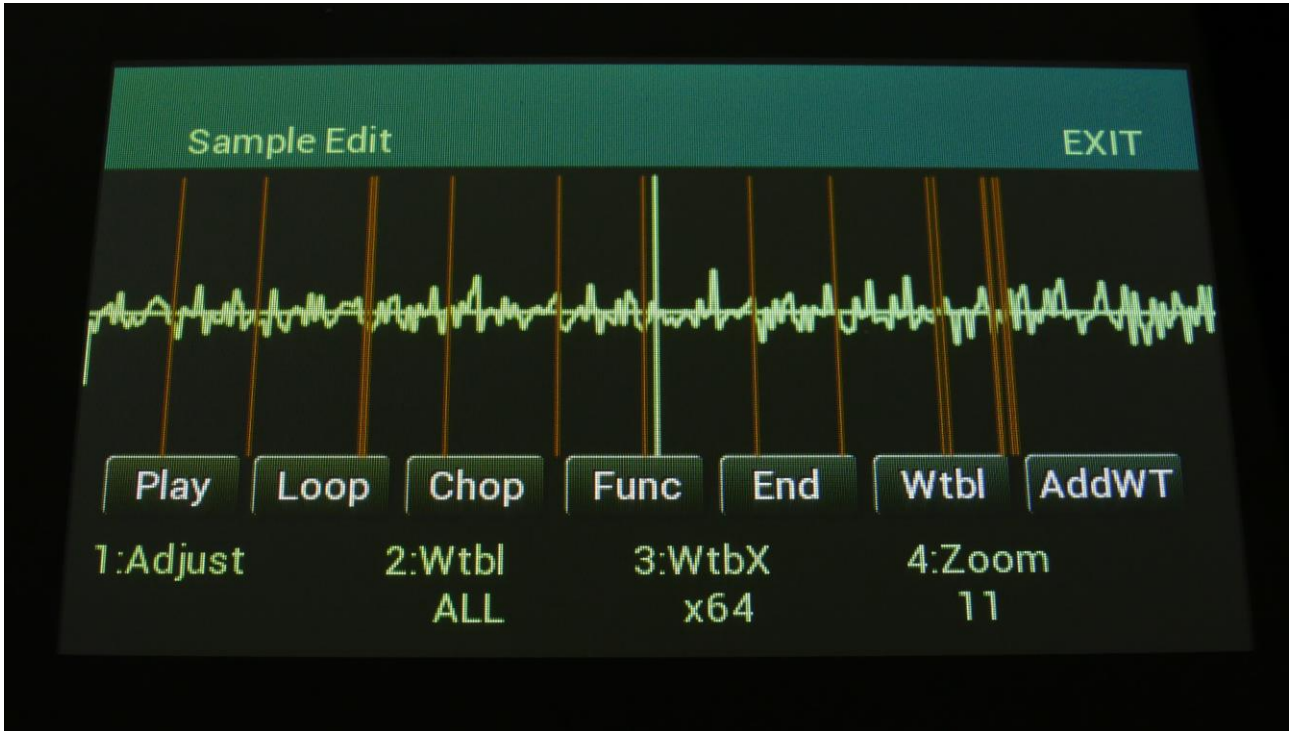 Sample Edit EXIT
Play Loop Chop Func End Wtbl AddWT
1:Adjust 2:Wtbl 3:WtbX 4:Zoom
ALL x64 11